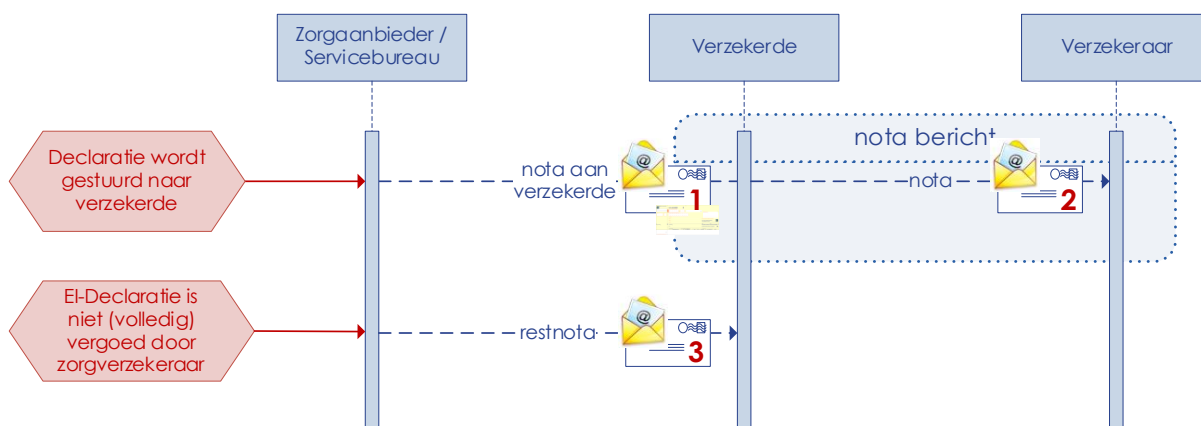 Zorgaanbieder /
Servicebureau
Verzekerde
Verzekeraar
nota bericht
Declaratie wordt
gestuurd naar
verzekerde
nota aan
verzekerde
@
1
nota
@
2
EI-Declaratie is
niet (volledig)
vergoed door
zorgverzekeraar
restnota
@
3